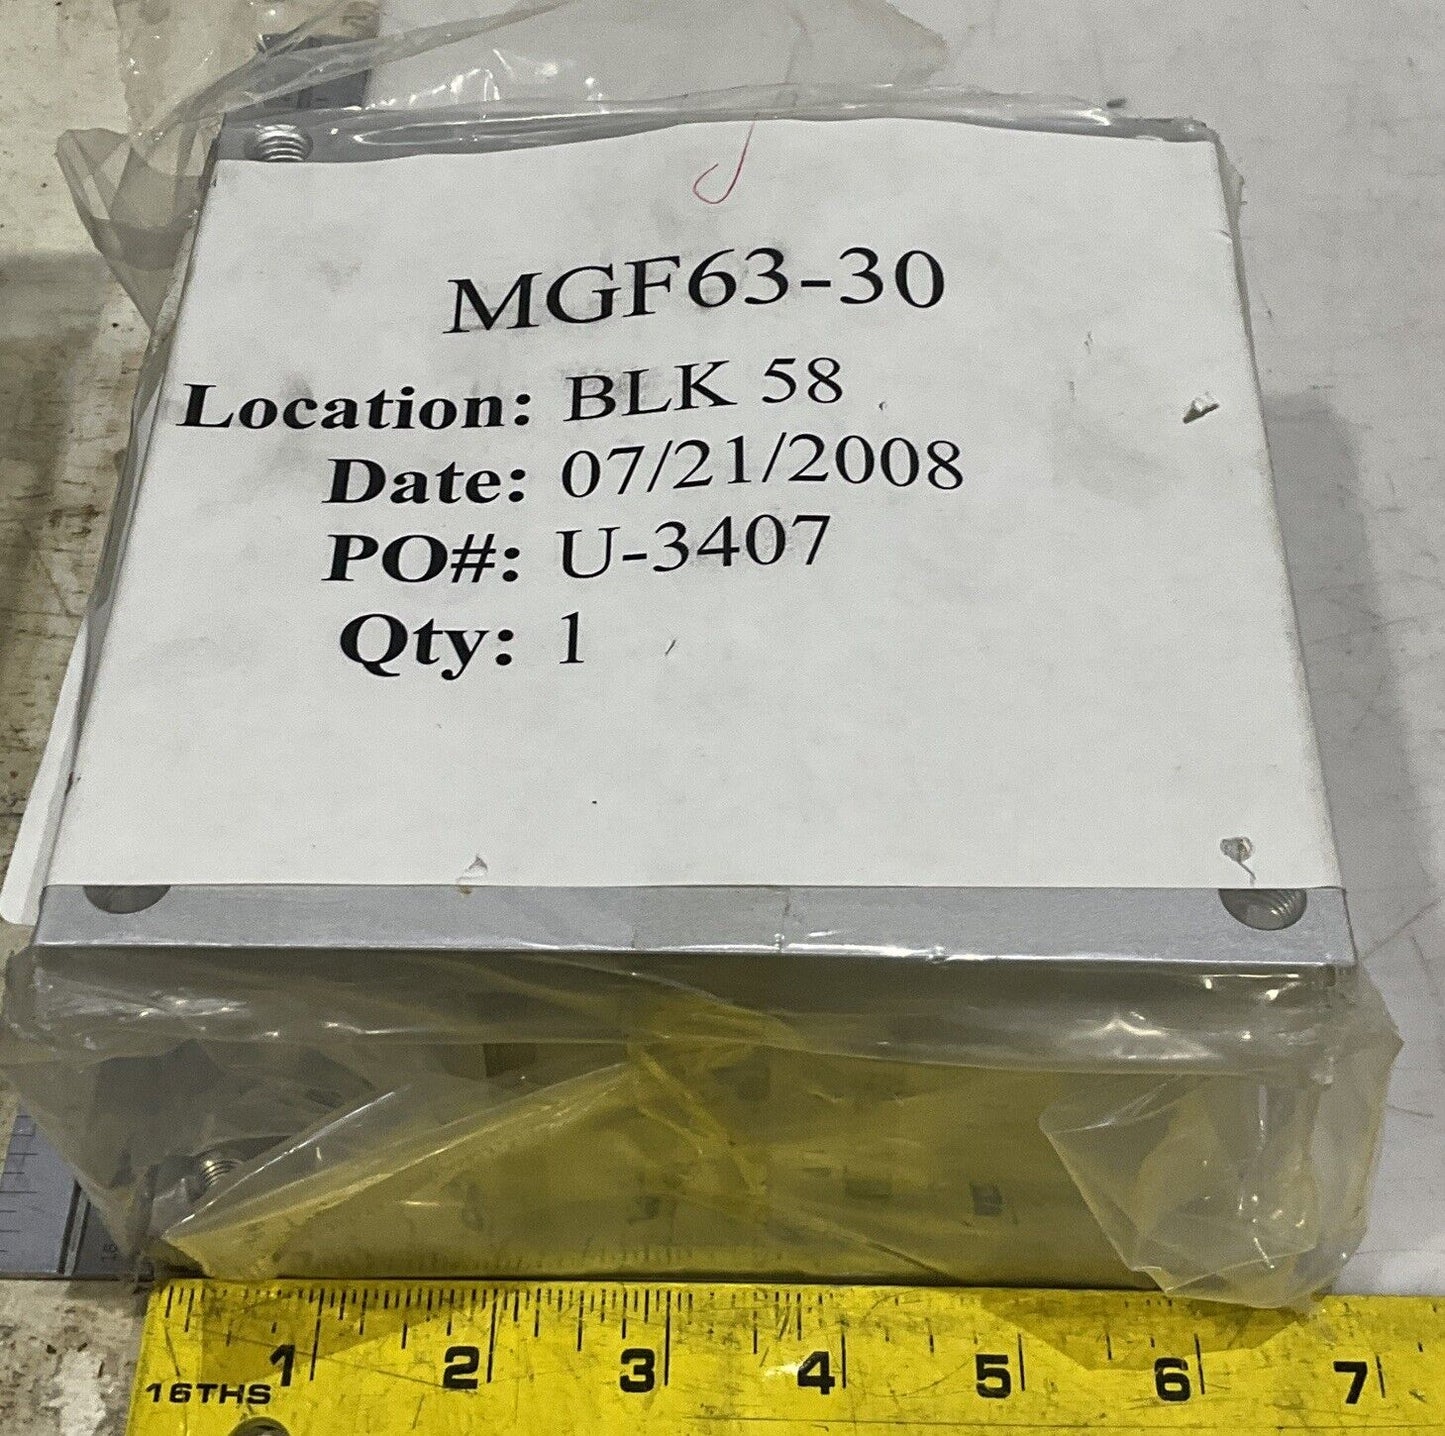 MGF63-30
Location: BLK 58
Date: 07/21/2008
PO#: U-3407
Qty: 1
1 2 3 4 5 6 7
16THS